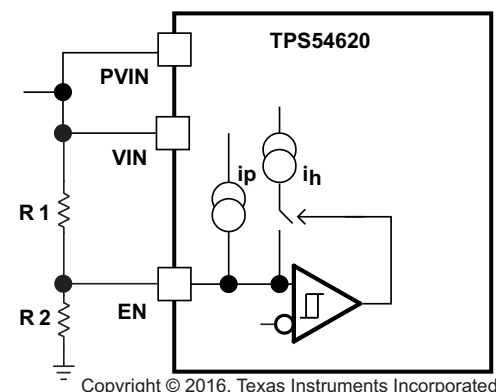 TPS54620
PVIN
VIN
ip
ih
R 1
R 2
EN
Copyright © 2016, Texas Instruments Incorporated